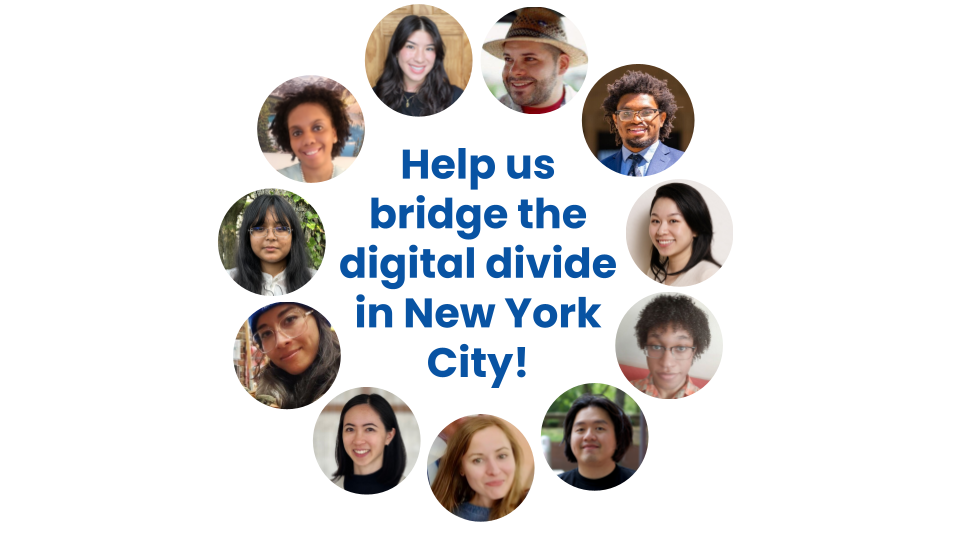 Help us
bridge the
digital divide
in New York
City!